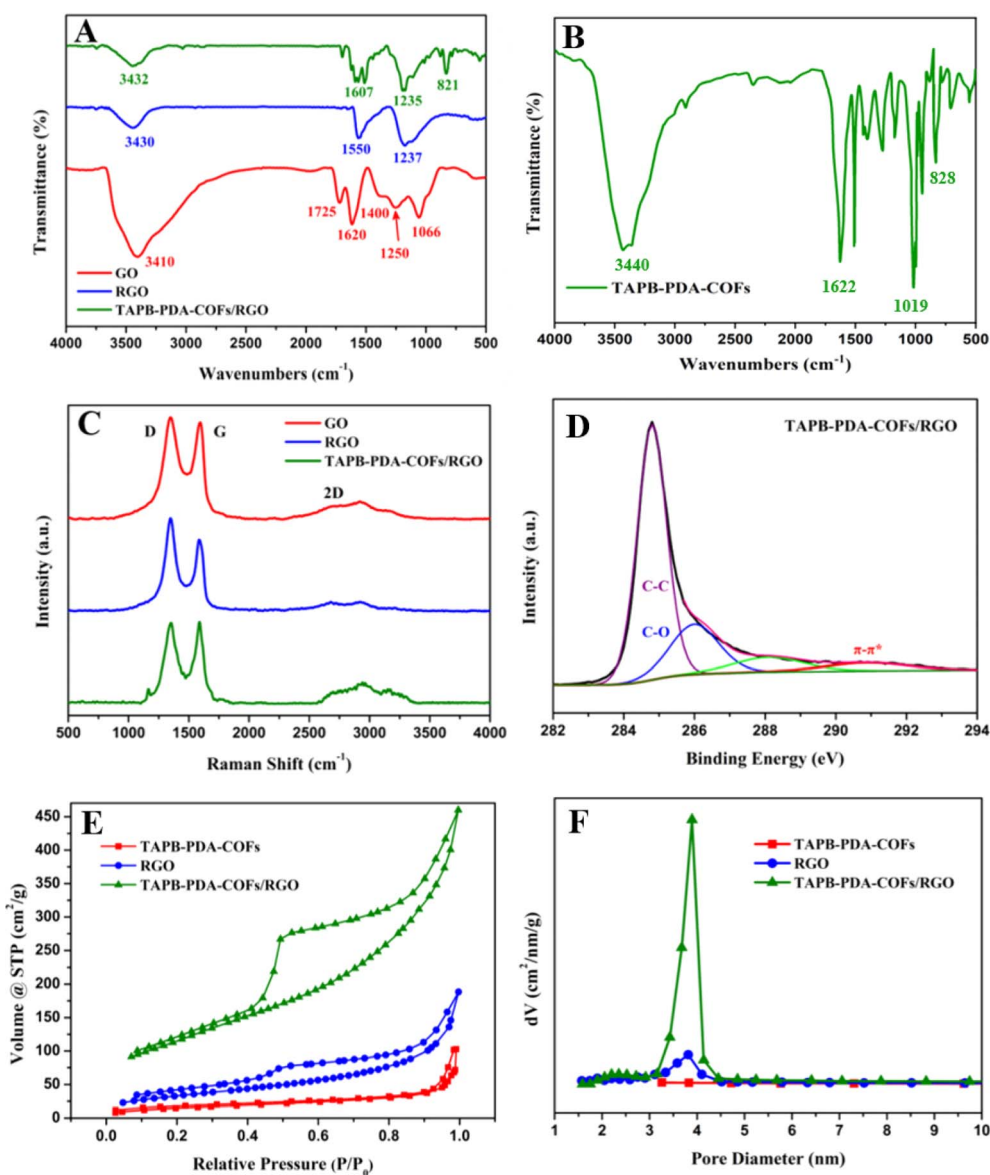 A
3432
1607
1235
821
3430
1550
1237
1725
1620
1400
1250
1066
3410
GO
RGO
TAPB-PDA-COFs/RGO
Transmittance (%)
4000 3500 3000 2500 2000 1500 1000 500
Wavenumbers (cm-1)
B
3440
1622
1019
828
TAPB-PDA-COFs
Transmittance (%)
4000 3500 3000 2500 2000 1500 1000 500
Wavenumbers (cm-1)
C
D
G
2D
GO
RGO
TAPB-PDA-COFs/RGO
Intensity (a.u.)
500 1000 1500 2000 2500 3000 3500 4000
Raman Shift (cm-1)
D
TAPB-PDA-COFs/RGO
C-C
C-O
π-π*
Intensity (a.u.)
282 284 286 288 290 292 294
Binding Energy (eV)
E
TAPB-PDA-COFs
RGO
TAPB-PDA-COFs/RGO
Volume @ STP (cm2/g)
450
400
350
300
250
200
150
100
50
0
0.0 0.2 0.4 0.6 0.8 1.0
Relative Pressure (P/P0)
F
TAPB-PDA-COFs
RGO
TAPB-PDA-COFs/RGO
dV (cm2/nm/g)
1 2 3 4 5 6 7 8 9 10
Pore Diameter (nm)